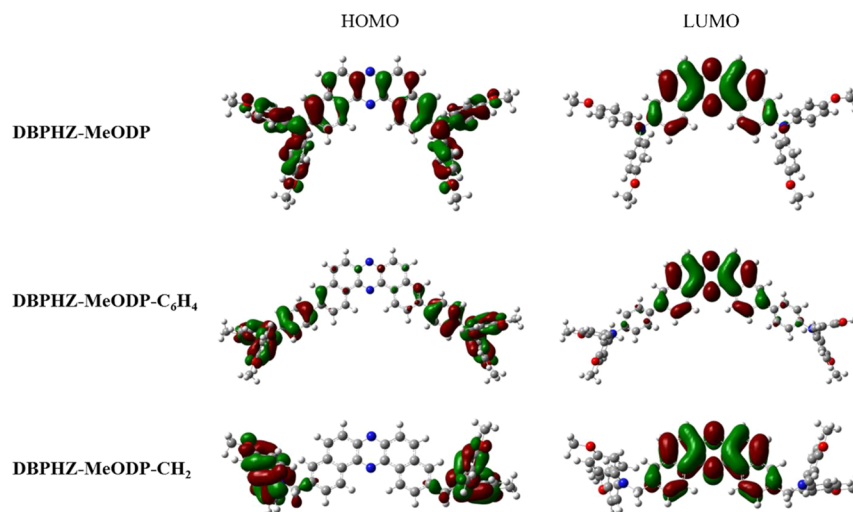 HOMO LUMO
DBPHZ-MeODP
DBPHZ-MeODP-C₆H₄
DBPHZ-MeODP-CH₂